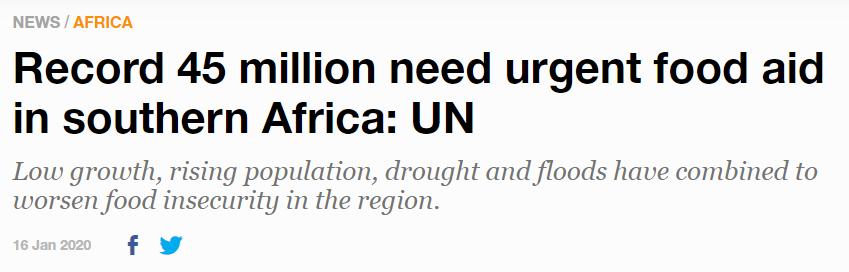 NEWS / AFRICA
Record 45 million need urgent food aid
in southern Africa: UN
Low growth, rising population, drought and floods have combined to
worsen food insecurity in the region.
16 Jan 2020